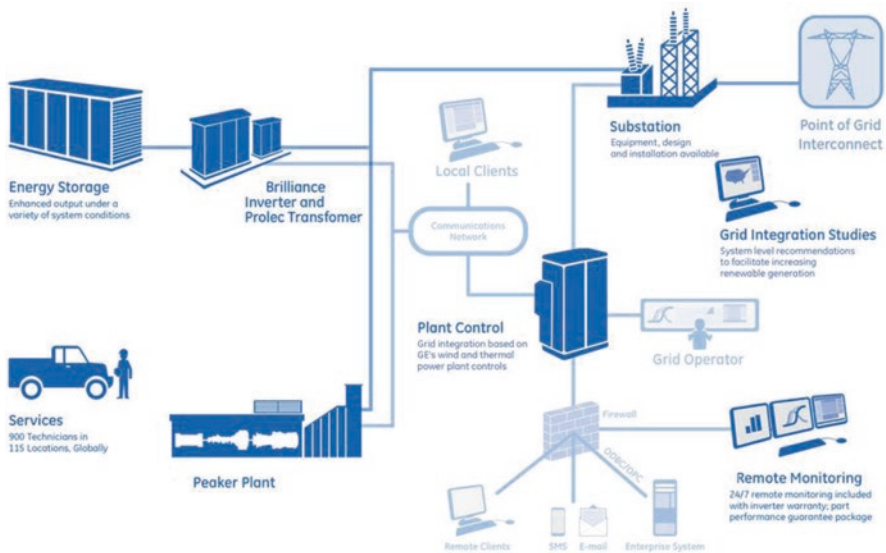 Energy Storage
Enhanced output under a
variety of system conditions
Brilliance
Inverter and
Prolec Transfomer
Local Clients
Communications
Network
Substation
Equipment, design
and installation available
Point of Grid
Interconnect
Grid Integration Studies
System level recommendations
to facilitate increasing
renewable generation
Plant Control
Grid integration based on
GE's wind and thermal
power plant controls
Grid Operator
Services
900 Technicians in
115 Locations, Globally
Peaker Plant
Firewall
ODBC/OPC
Remote Monitoring
24/7 remote monitoring included
with inverter warranty; part
performance guarantee package
Remote Clients
SMS
E-mail
Enterprise System